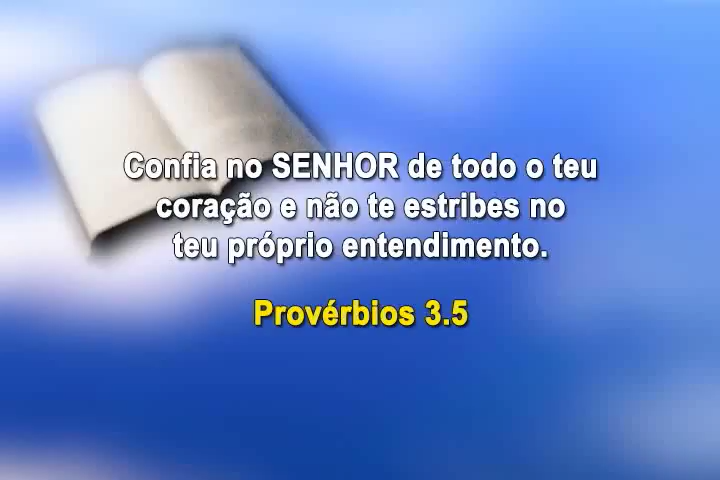 Confia no SENHOR de todo o teu
coração e não te estribes no
teu próprio entendimento.
Provérbios 3.5